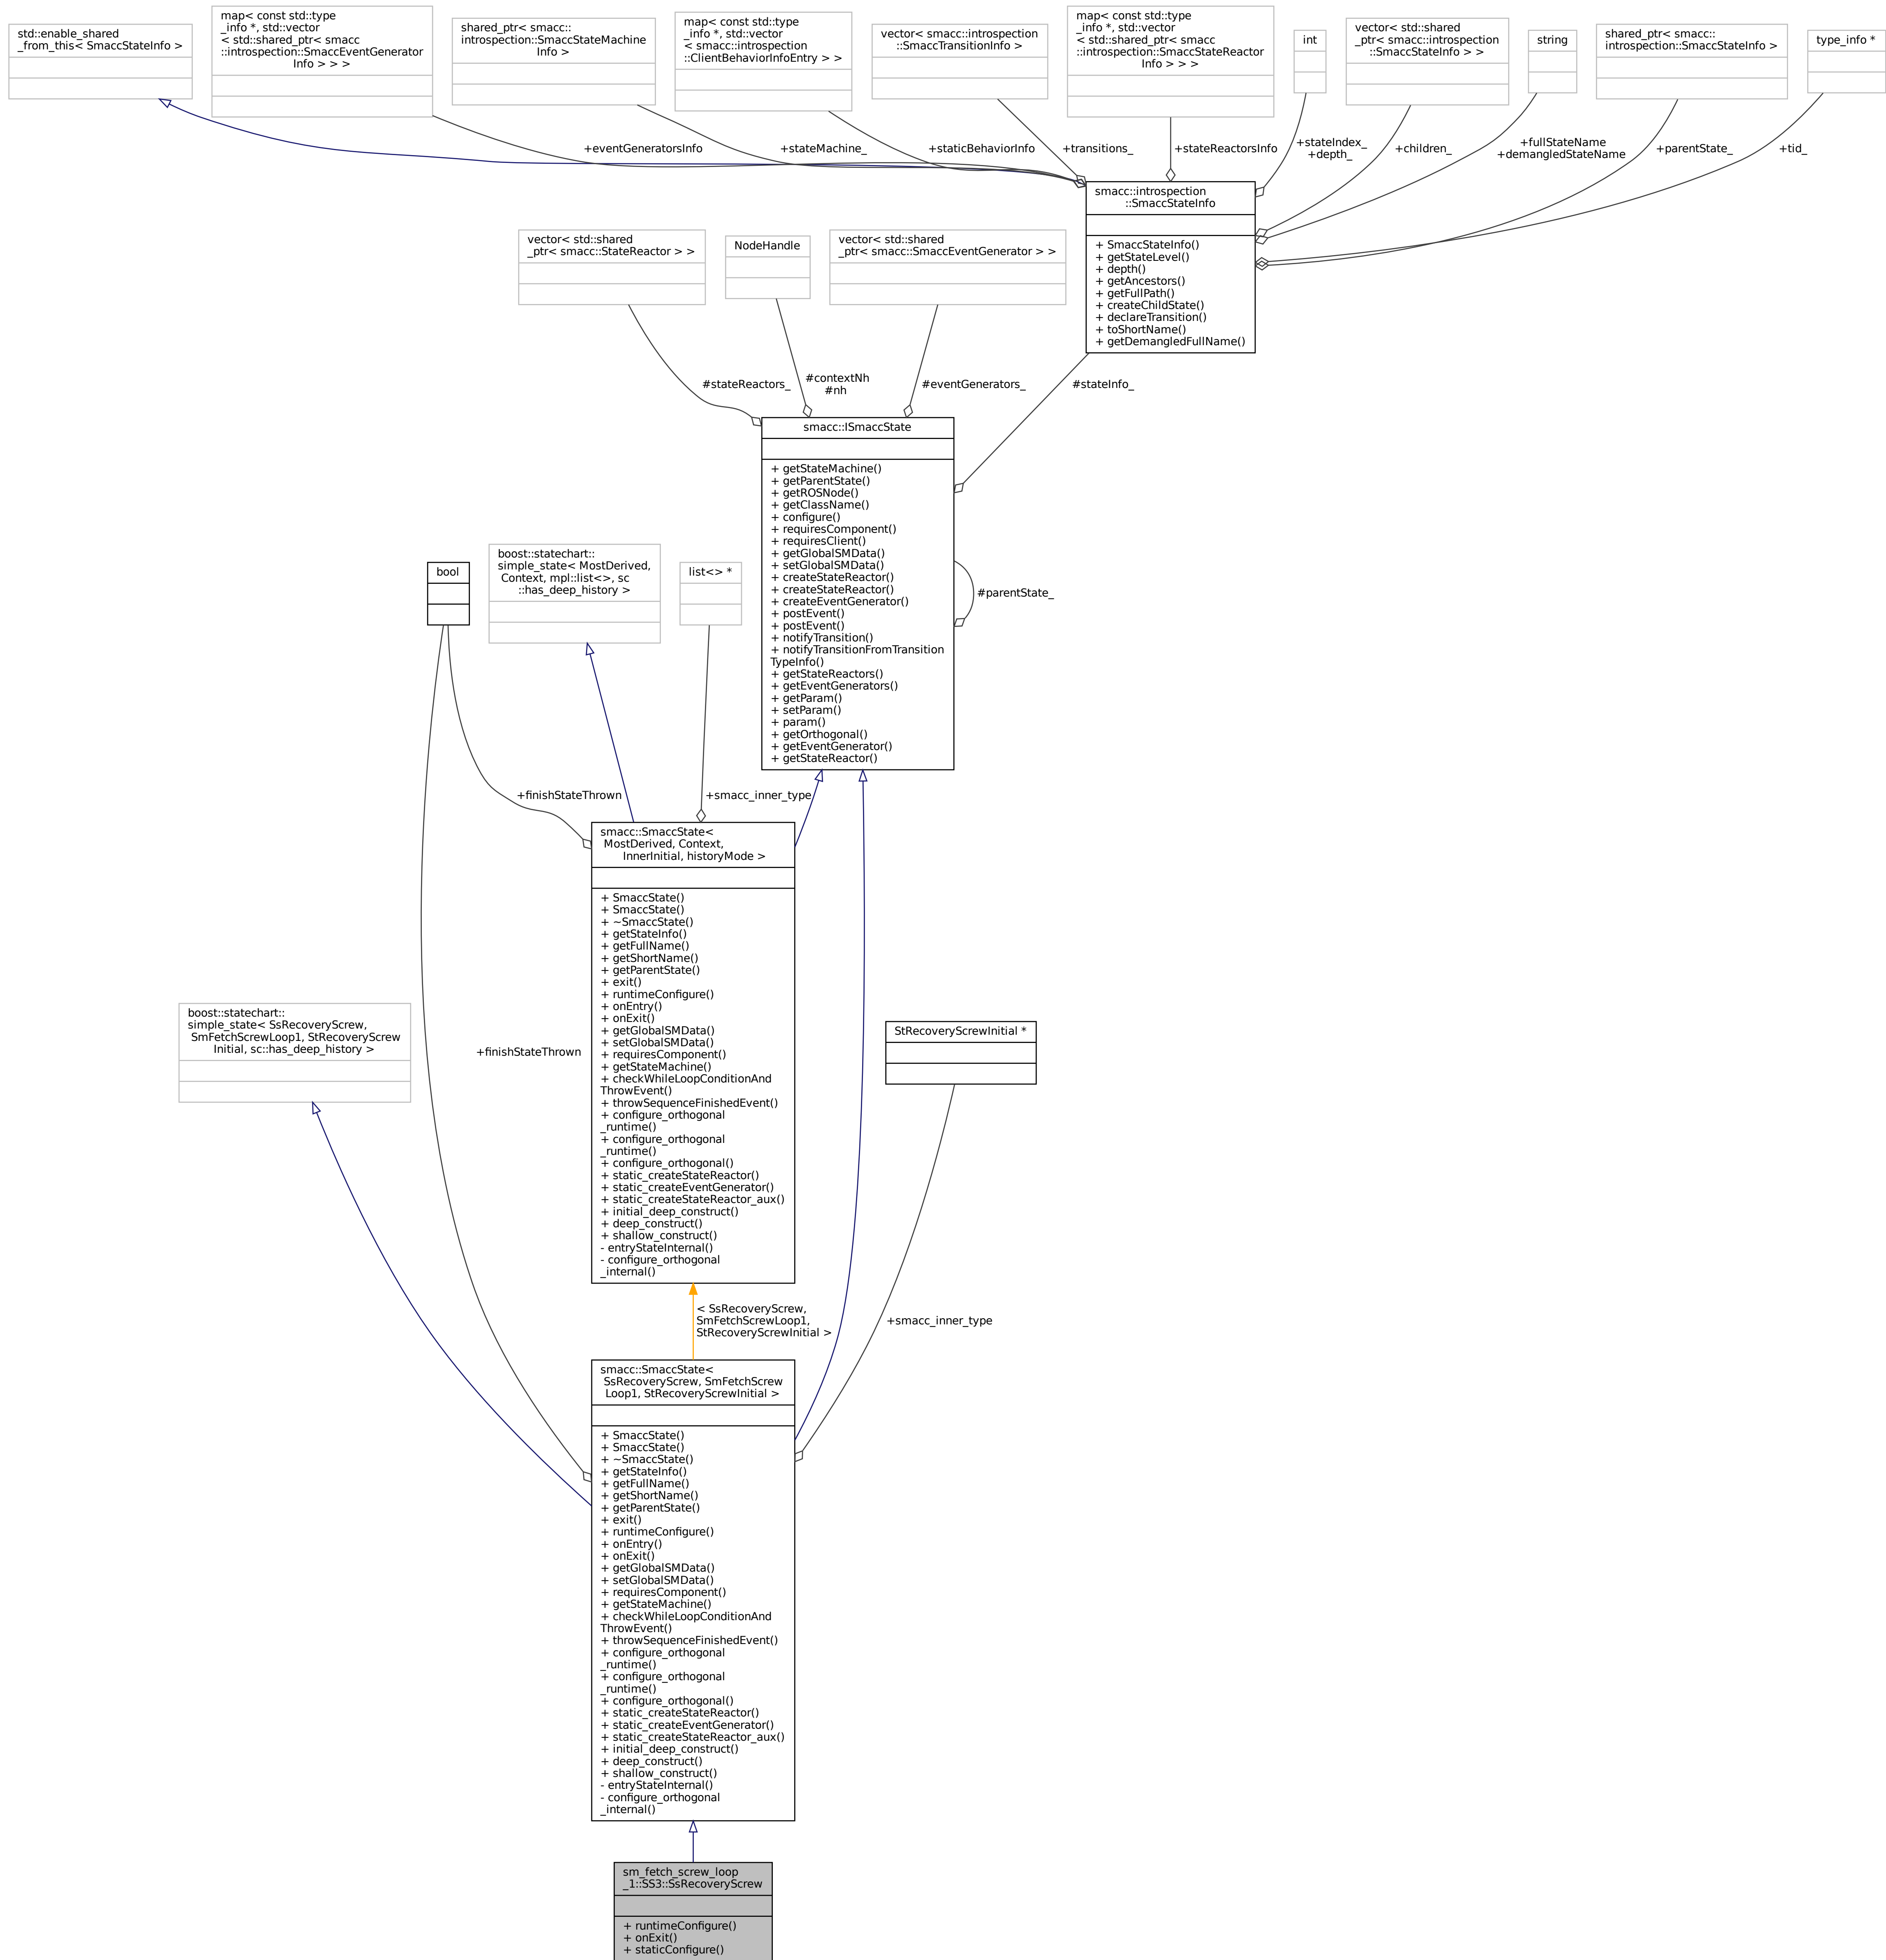 std::enable_shared
_from_this< SmaccStateInfo >
map< const std::type
_info *, std::vector
< std::shared_ptr< smacc
::introspection::SmaccEventGenerator
Info > > >
shared_ptr< smacc::
introspection::SmaccStateMachine
Info >
map< const std::type
_info *, std::vector
< smacc::introspection
::ClientBehaviorInfoEntry > >
vector< smacc::introspection
::SmaccTransitionInfo >
map< const std::type
_info *, std::vector
< std::shared_ptr< smacc
::introspection::SmaccStateReactor
Info > > >
int
vector< std::shared
_ptr< smacc::introspection
::SmaccStateInfo > >
string
shared_ptr< smacc::
introspection::SmaccStateInfo >
type_info *
+eventGeneratorsInfo
+stateMachine_
+staticBehaviorInfo
+transitions_
+stateReactorsInfo
+stateIndex_
+depth_
+children_
+fullStateName
+demangledStateName
+parentState_
+tid_
smacc::introspection
::SmaccStateInfo
+ SmaccStateInfo()
+ getStateLevel()
+ depth()
+ getAncestors()
+ getFullPath()
+ createChildState()
+ declareTransition()
+ toShortName()
+ getDemangledFullName()
vector< std::shared
_ptr< smacc::StateReactor > >
NodeHandle
vector< std::shared
_ptr< smacc::SmaccEventGenerator > >
#stateReactors_
#contextNh
#nh
#eventGenerators_
#stateInfo_
smacc::ISmaccState
+ getStateMachine()
+ getParentState()
+ getROSNode()
+ getClassName()
+ configure()
+ requiresComponent()
+ requiresClient()
+ getGlobalSMData()
+ setGlobalSMData()
+ createStateReactor()
+ createStateReactor()
+ createEventGenerator()
+ postEvent()
+ postEvent()
+ notifyTransition()
+ notifyTransitionFromTransition
TypeInfo()
+ getStateReactors()
+ getEventGenerators()
+ getParam()
+ setParam()
+ param()
+ getOrthogonal()
+ getEventGenerator()
+ getStateReactor()
#parentState_
bool
boost::statechart::
simple_state< MostDerived,
Context, mpl::list<>, sc
::has_deep_history >
list<> *
+finishStateThrown
+smacc_inner_type
smacc::SmaccState<
MostDerived, Context,
InnerInitial, historyMode >
+ SmaccState()
+ SmaccState()
+ ~SmaccState()
+ getStateInfo()
+ getFullName()
+ getShortName()
+ getParentState()
+ exit()
+ runtimeConfigure()
+ onEntry()
+ onExit()
+ getGlobalSMData()
+ setGlobalSMData()
+ requiresComponent()
+ getStateMachine()
+ checkWhileLoopConditionAnd
ThrowEvent()
+ throwSequenceFinishedEvent()
+ configure_orthogonal
_runtime()
+ configure_orthogonal
_runtime()
+ configure_orthogonal()
+ static_createStateReactor()
+ static_createEventGenerator()
+ static_createStateReactor_aux()
+ initial_deep_construct()
+ deep_construct()
+ shallow_construct()
- entryStateInternal()
- configure_orthogonal
_internal()
boost::statechart::
simple_state< SsRecoveryScrew,
SmFetchScrewLoop1, StRecoveryScrew
Initial, sc::has_deep_history >
+finishStateThrown
StRecoveryScrewInitial *
< SsRecoveryScrew,
SmFetchScrewLoop1,
StRecoveryScrewInitial >
+smacc_inner_type
smacc::SmaccState<
SsRecoveryScrew, SmFetchScrew
Loop1, StRecoveryScrewInitial >
+ SmaccState()
+ SmaccState()
+ ~SmaccState()
+ getStateInfo()
+ getFullName()
+ getShortName()
+ getParentState()
+ exit()
+ runtimeConfigure()
+ onEntry()
+ onExit()
+ getGlobalSMData()
+ setGlobalSMData()
+ requiresComponent()
+ getStateMachine()
+ checkWhileLoopConditionAnd
ThrowEvent()
+ throwSequenceFinishedEvent()
+ configure_orthogonal
_runtime()
+ configure_orthogonal
_runtime()
+ configure_orthogonal()
+ static_createStateReactor()
+ static_createEventGenerator()
+ static_createStateReactor_aux()
+ initial_deep_construct()
+ deep_construct()
+ shallow_construct()
- entryStateInternal()
- configure_orthogonal
_internal()
sm_fetch_screw_loop
_1::SS3::SsRecoveryScrew
+ runtimeConfigure()
+ onExit()
+ staticConfigure()